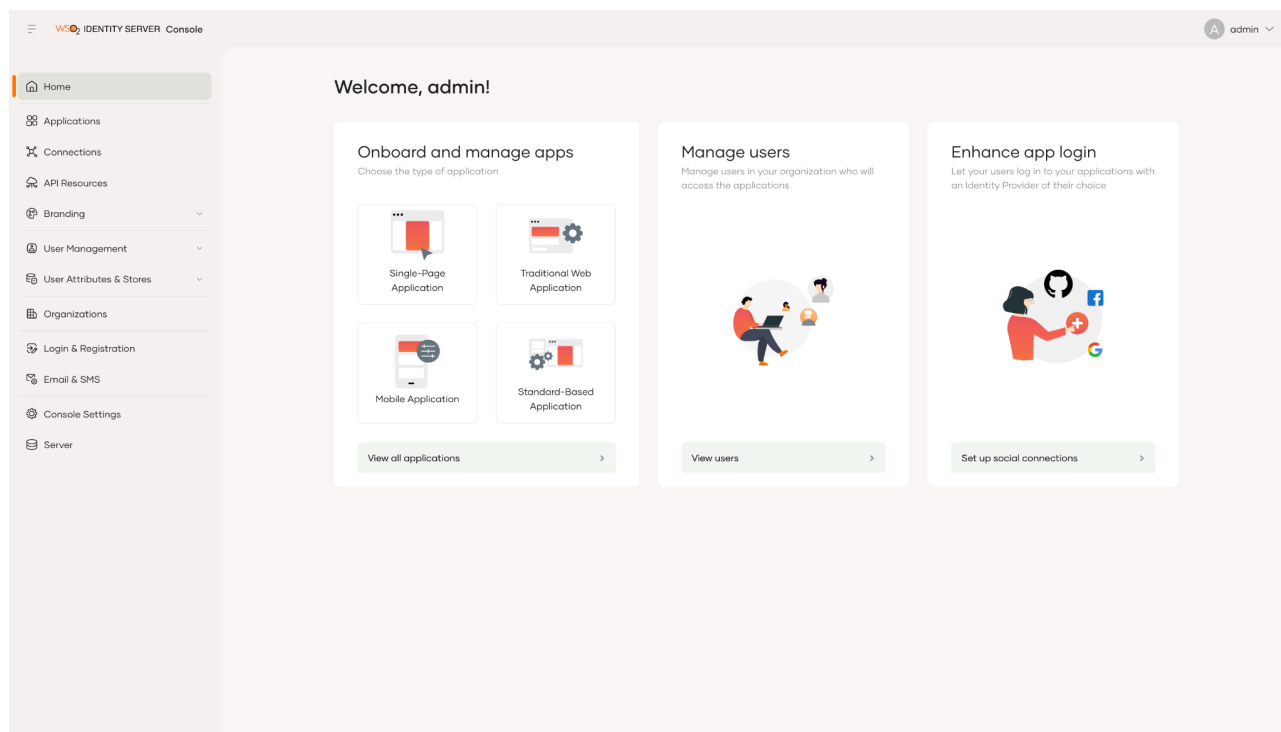 WSO2 IDENTITY SERVER Console
A admin
Home
Applications
Connections
API Resources
Branding
User Management
User Attributes & Stores
Organizations
Login & Registration
Email & SMS
Console Settings
Server
Welcome, admin!
Onboard and manage apps
Choose the type of application
Single-Page
Application
Traditional Web
Application
Mobile Application
Standard-Based
Application
View all applications
Manage users
Manage users in your organization who will
access the applications
View users
Enhance app login
Let your users log in to your applications with
an Identity Provider of their choice
Set up social connections